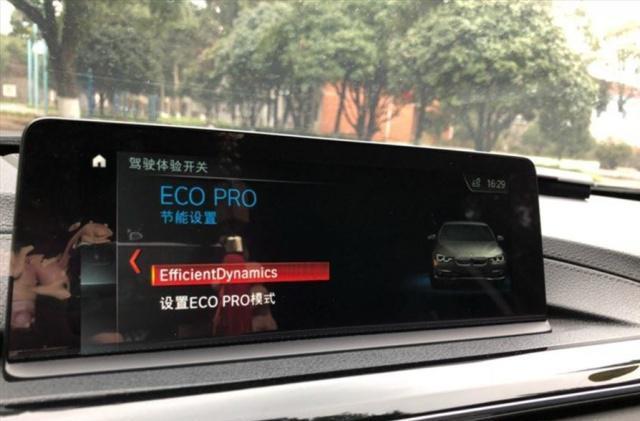 驾驶体验开关
16:29
ECO PRO
节能设置
EfficientDynamics
设置ECO PRO模式